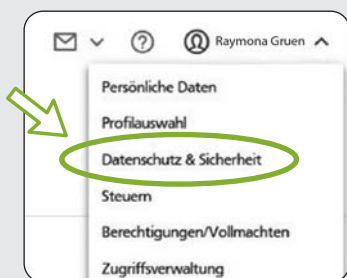 Raymona Gruen
Persönliche Daten
Profilauswahl
Datenschutz & Sicherheit
Steuern
Berechtigungen/Vollmachten
Zugriffsverwaltung